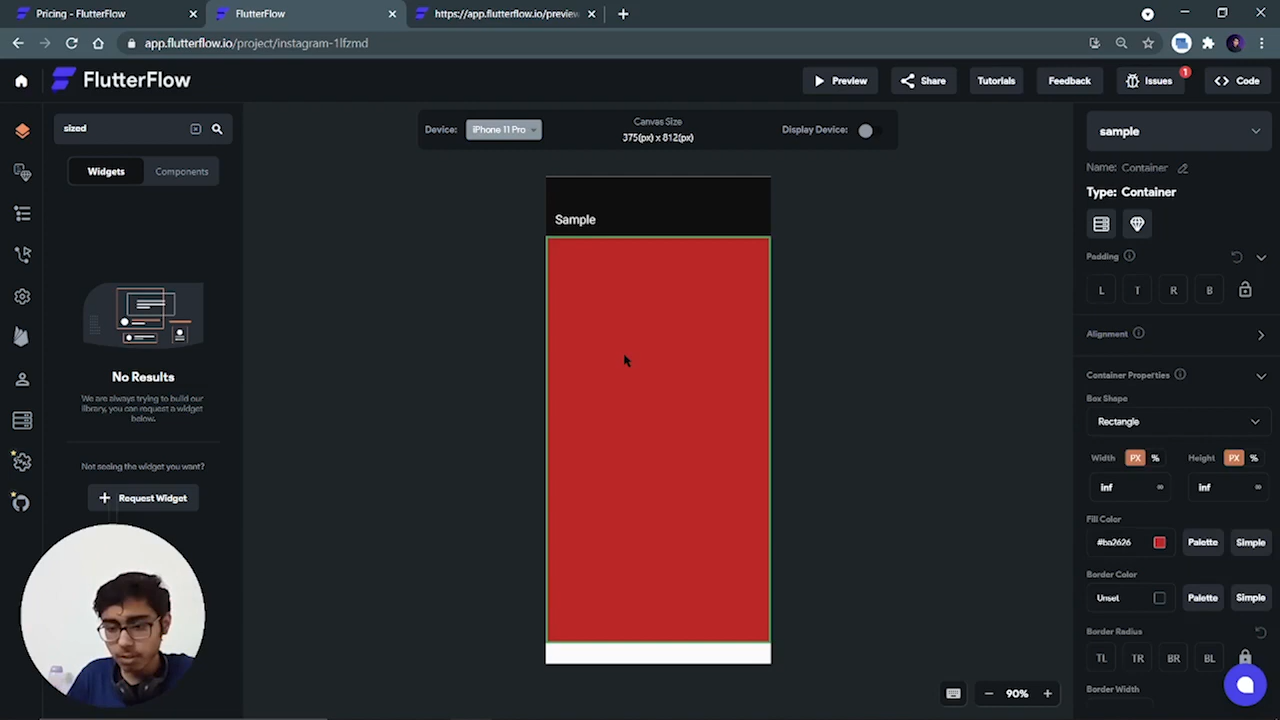 Pricing - FlutterFlow
FlutterFlow
https://app.flutterflow.io/preview
app.flutterflow.io/project/instagram-1lfzmd
FlutterFlow
Preview
Share
Tutorials
Feedback
Issues
1
Code
sized
Widgets
Components
No Results
We are always trying to build our
library, you can request a widget
below.
Not seeing the widget you want?
Request Widget
Device:
iPhone 11 Pro
Canvas Size
375(px) x 812(px)
Display Device:
Sample
90%
sample
Name: Container
Type: Container
Padding
L
T
R
B
Alignment
Container Properties
Box Shape
Rectangle
Width PX %
Height PX %
inf ∞
inf ∞
Fill Color
#ba2626
Palette
Simple
Border Color
Unset
Palette
Simple
Border Radius
TL
TR
BR
BL
Border Width